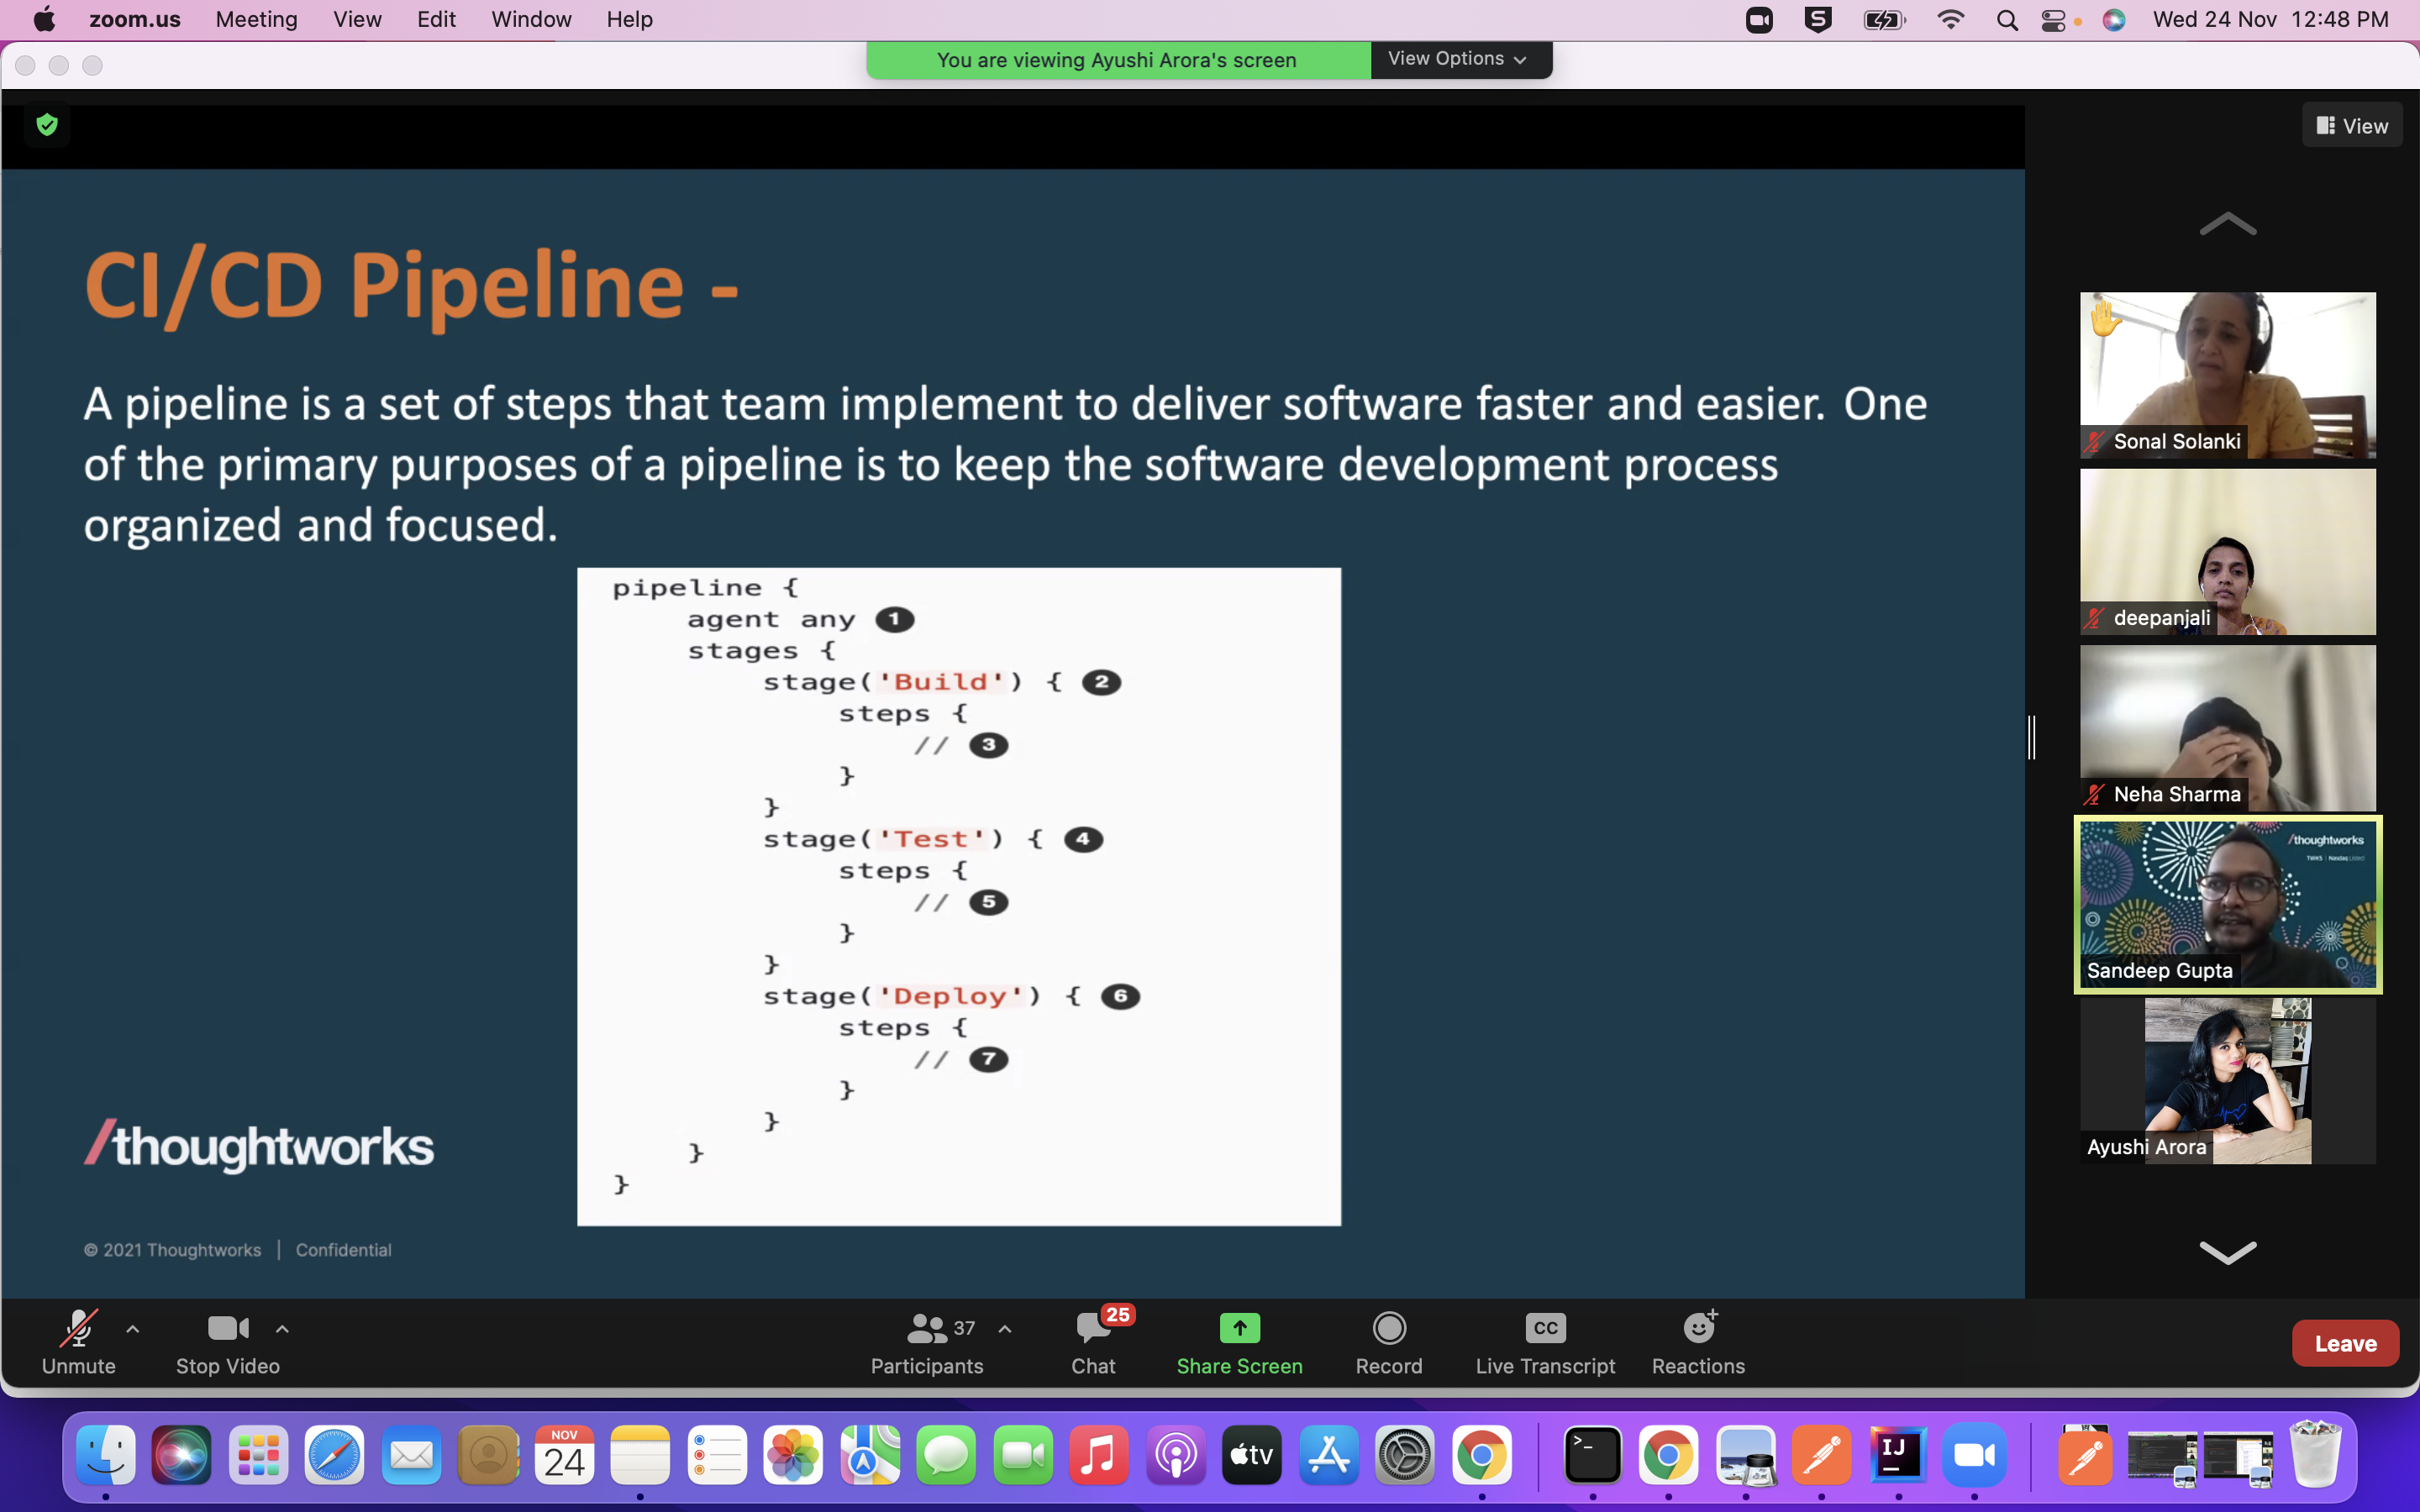 zoom.us Meeting View Edit Window Help
Wed 24 Nov 12:48 PM
You are viewing Ayushi Arora's screen View Options
View
CI/CD Pipeline -
A pipeline is a set of steps that team implement to deliver software faster and easier. One
of the primary purposes of a pipeline is to keep the software development process
organized and focused.
pipeline {
agent any 1
stages {
stage('Build') { 2
steps {
// 3
}
}
stage('Test') { 4
steps {
// 5
}
}
stage('Deploy') { 6
steps {
// 7
}
}
}
}
/thoughtworks
© 2021 Thoughtworks | Confidential
Sonal Solanki
deepanjali
Neha Sharma
/thoughtworks
TWKS | Nasdaq Listed
Sandeep Gupta
Ayushi Arora
Unmute
Stop Video
37
Participants
25
Chat
Share Screen
Record
CC
Live Transcript
Reactions
Leave
NOV
24
tv
>_
IJ